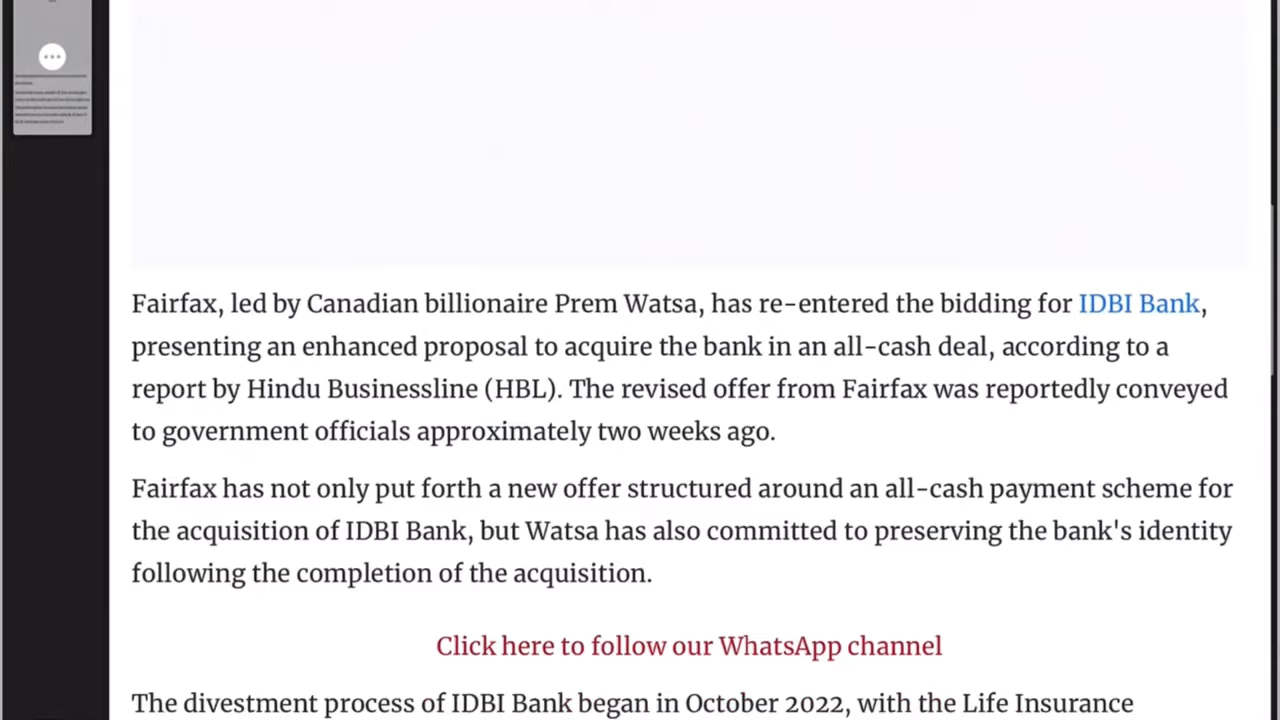 Fairfax, led by Canadian billionaire Prem Watsa, has re-entered the bidding for IDBI Bank,
presenting an enhanced proposal to acquire the bank in an all-cash deal, according to a
report by Hindu Businessline (HBL). The revised offer from Fairfax was reportedly conveyed
to government officials approximately two weeks ago.
Fairfax has not only put forth a new offer structured around an all-cash payment scheme for
the acquisition of IDBI Bank, but Watsa has also committed to preserving the bank's identity
following the completion of the acquisition.
Click here to follow our WhatsApp channel
The divestment process of IDBI Bank began in October 2022, with the Life Insurance